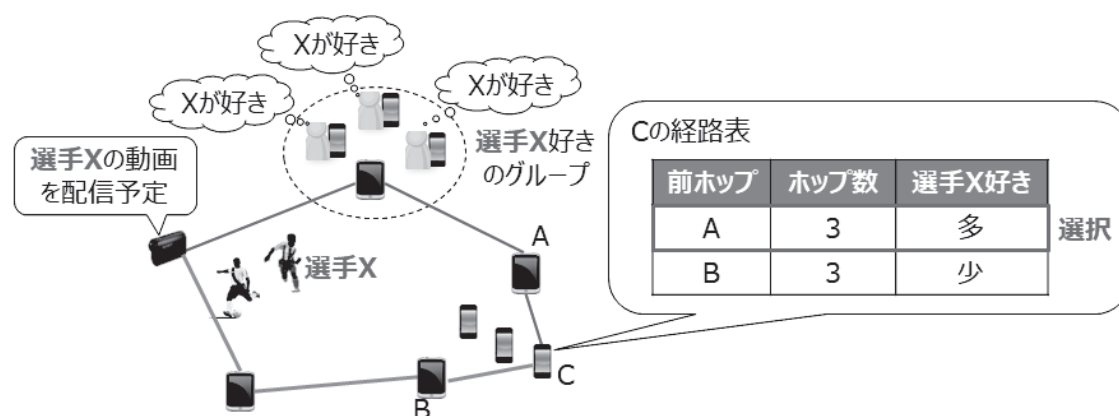 Xが好き
Xが好き
Xが好き
選手Xの動画
を配信予定
選手X好き
のグループ
選手X
A
B
C
Cの経路表
前ホップ ホップ数 選手X好き
A 3 多
B 3 少
選択